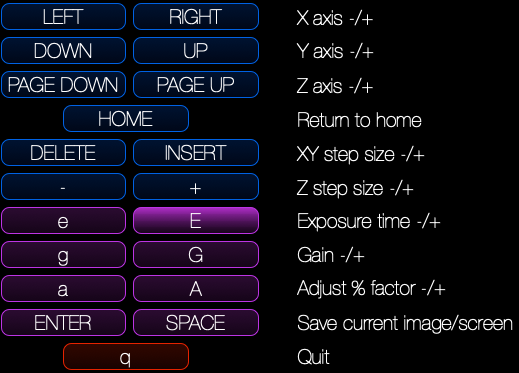 LEFT RIGHT X axis -/+
DOWN UP Y axis -/+
PAGE DOWN PAGE UP Z axis -/+
HOME Return to home
DELETE INSERT XY step size -/+
- + Z step size -/+
e E Exposure time -/+
g G Gain -/+
a A Adjust % factor -/+
ENTER SPACE Save current image/screen
q Quit